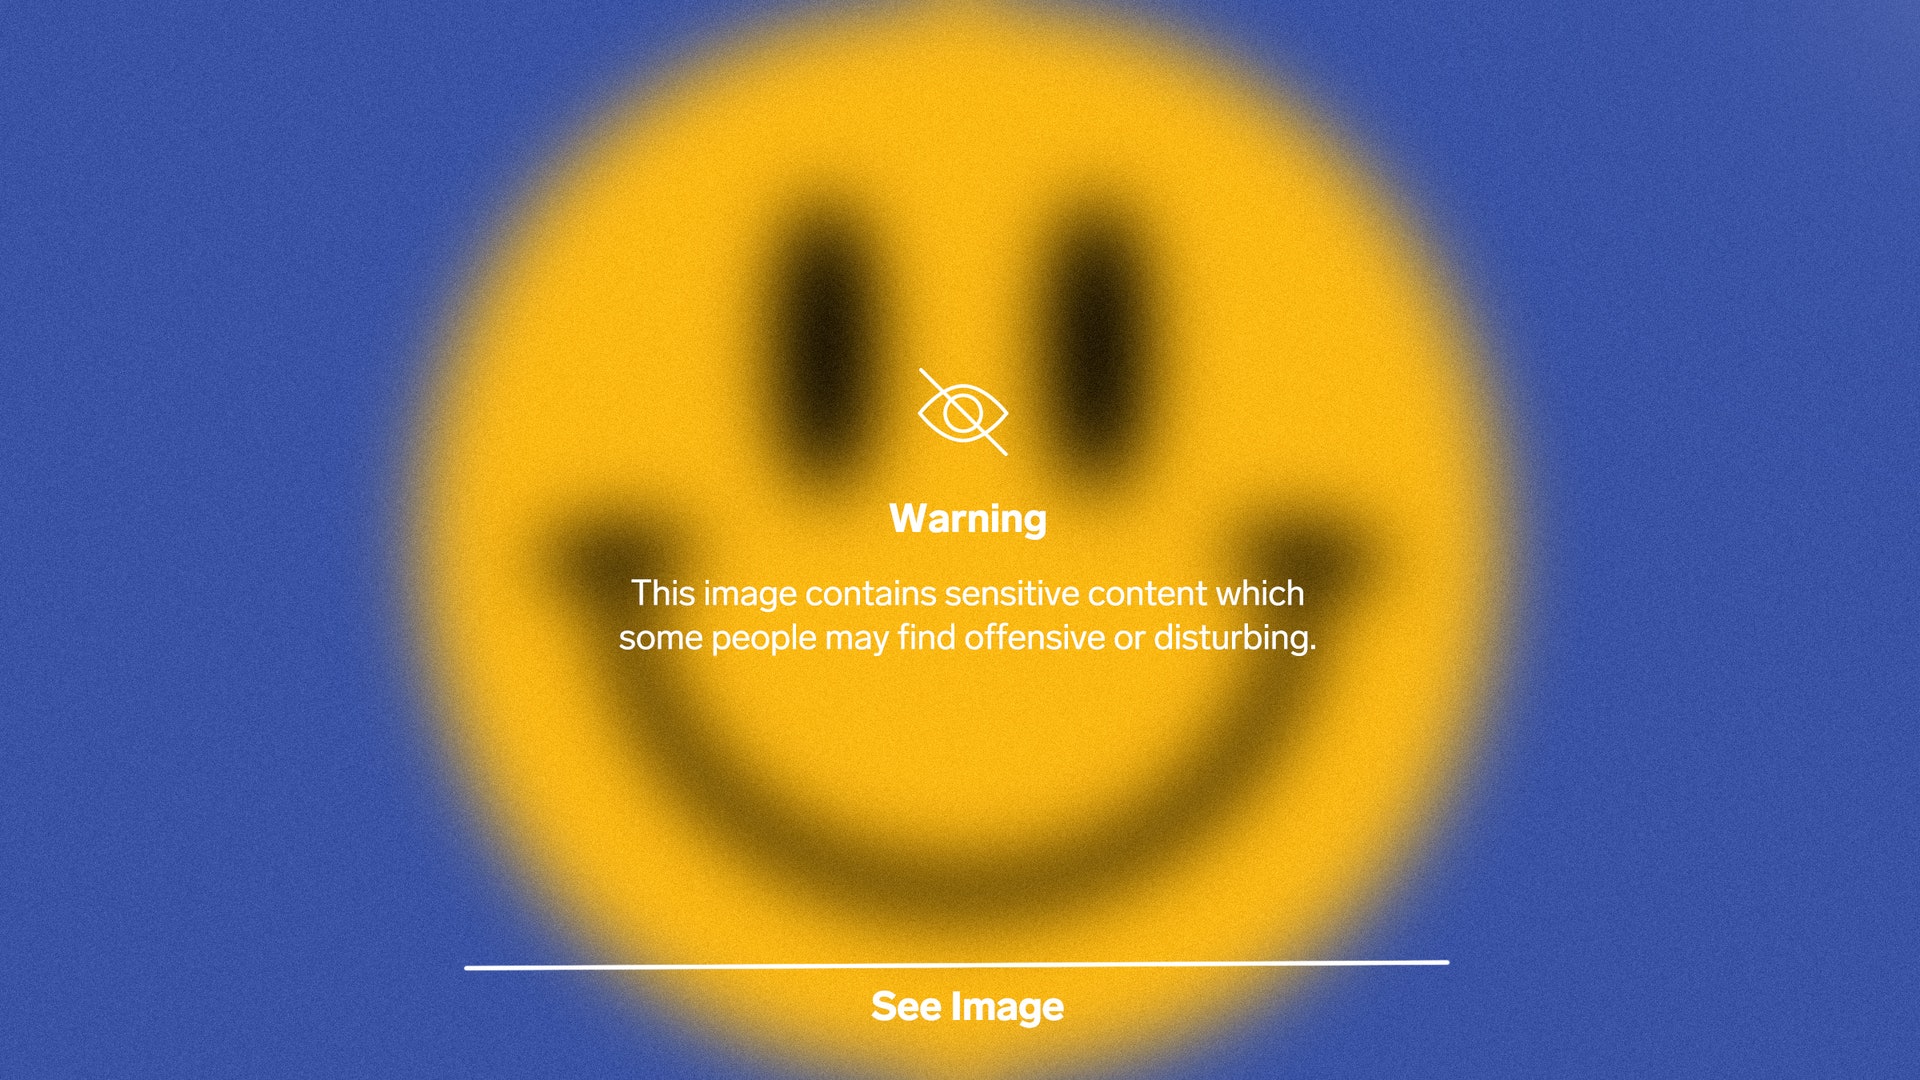 Warning
This image contains sensitive content which
some people may find offensive or disturbing.
See Image